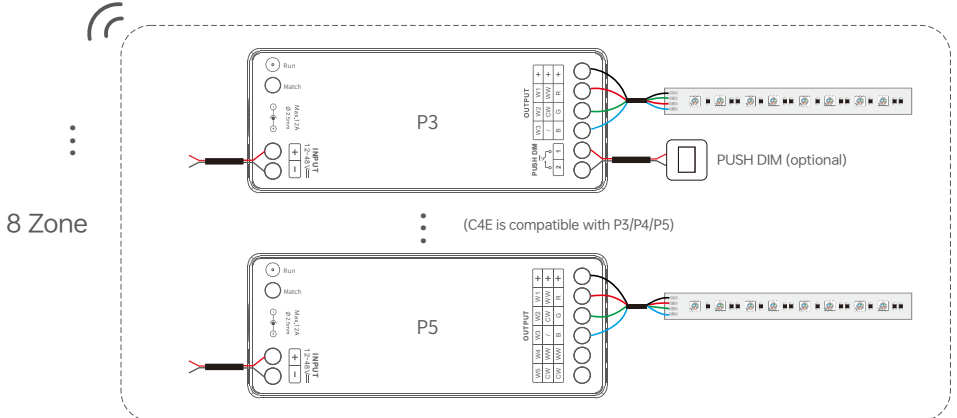 Run
Match
Max,12A
Ø 2.5mm
+
−
INPUT
12-48V
P3
OUTPUT
+ + +
W1 WW R
W2 CW G
W3 / B
PUSH DIM
1
2
PUSH DIM (optional)
8 Zone
(C4E is compatible with P3/P4/P5)
Run
Match
Max,12A
Ø 2.5mm
+
−
INPUT
12-48V
P5
OUTPUT
+ + +
W1 WW R
W2 CW G
W3 / B
W4 WW WW
W5 CW CW